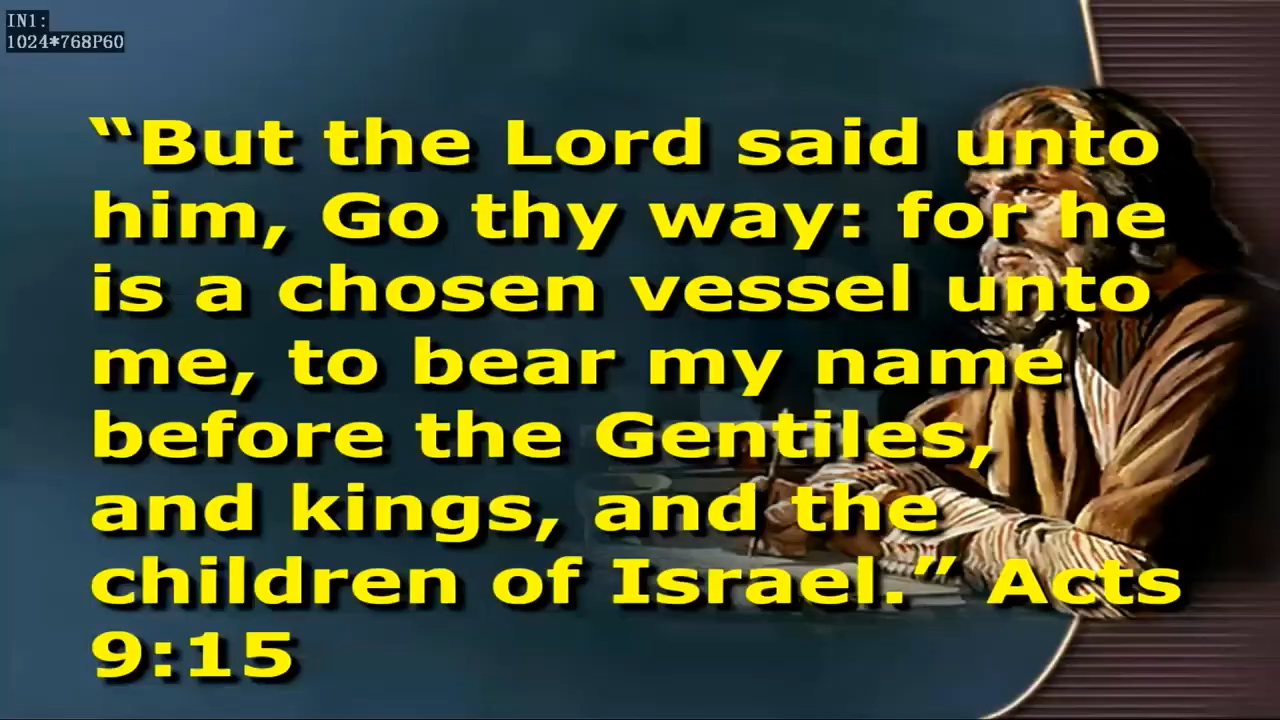 IN1:
1024*768P60
“But the Lord said unto
him, Go thy way: for he
is a chosen vessel unto
me, to bear my name
before the Gentiles,
and kings, and the
children of Israel.” Acts
9:15